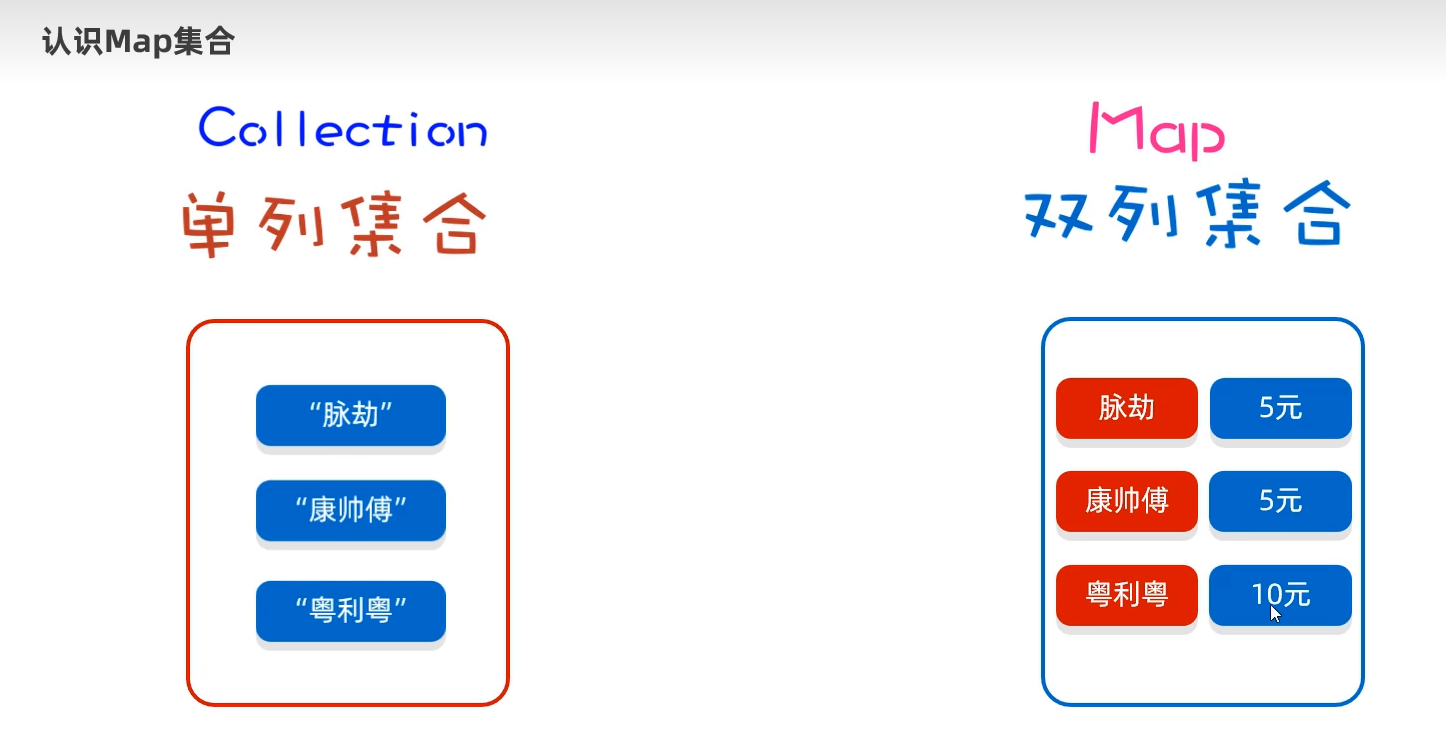 认识Map集合
Collection
单列集合
“脉劫”
“康帅傅”
“粤利粤”
Map
双列集合
脉劫 5元
康帅傅 5元
粤利粤 10元